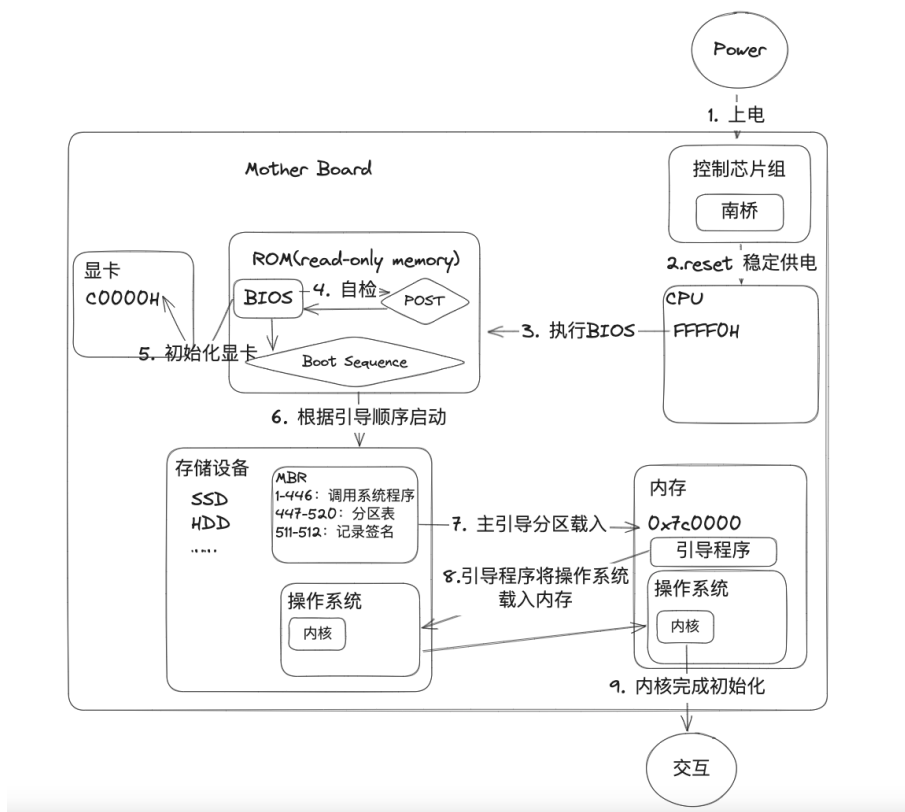 Power
1. 上电
Mother Board
控制芯片组
南桥
2.reset 稳定供电
ROM(read-only memory)
BIOS
4. 自检
POST
显卡
C0000H
CPU
FFFF0H
3. 执行BIOS
5. 初始化显卡
Boot Sequence
6. 根据引导顺序启动
存储设备
SSD
HDD
......
MBR
1-446：调用系统程序
447-520：分区表
511-512：记录签名
7. 主引导分区载入
内存
0x7c0000
引导程序
8.引导程序将操作系统
载入内存
操作系统
内核
操作系统
内核
9. 内核完成初始化
交互